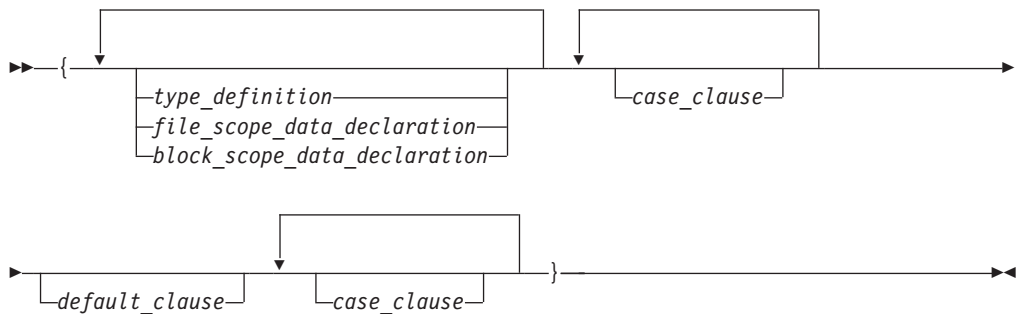 {
type_definition
case_clause
file_scope_data_declaration
block_scope_data_declaration
}
default_clause
case_clause